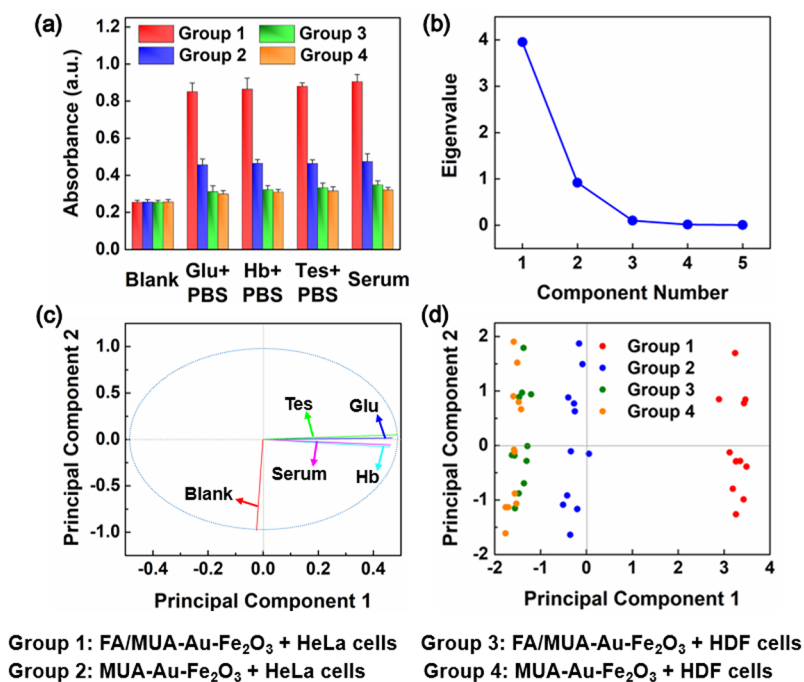 (a)
Group 1
Group 3
Group 2
Group 4
Absorbance (a.u.)
1.2
1.0
0.8
0.6
0.4
0.2
0.0
Blank
Glu+
PBS
Hb+
PBS
Tes+
PBS
Serum
(b)
Eigenvalue
4
3
2
1
0
1 2 3 4 5
Component Number
(c)
Principal Component 2
1.0
0.5
0.0
-0.5
-1.0
Tes
Glu
Serum
Hb
Blank
-0.4 -0.2 0.0 0.2 0.4
Principal Component 1
(d)
Principal Component 2
2
1
0
-1
-2
Group 1
Group 2
Group 3
Group 4
-2 -1 0 1 2 3 4
Principal Component 1
Group 1: FA/MUA-Au-Fe₂O₃ + HeLa cells
Group 2: MUA-Au-Fe₂O₃ + HeLa cells
Group 3: FA/MUA-Au-Fe₂O₃ + HDF cells
Group 4: MUA-Au-Fe₂O₃ + HDF cells